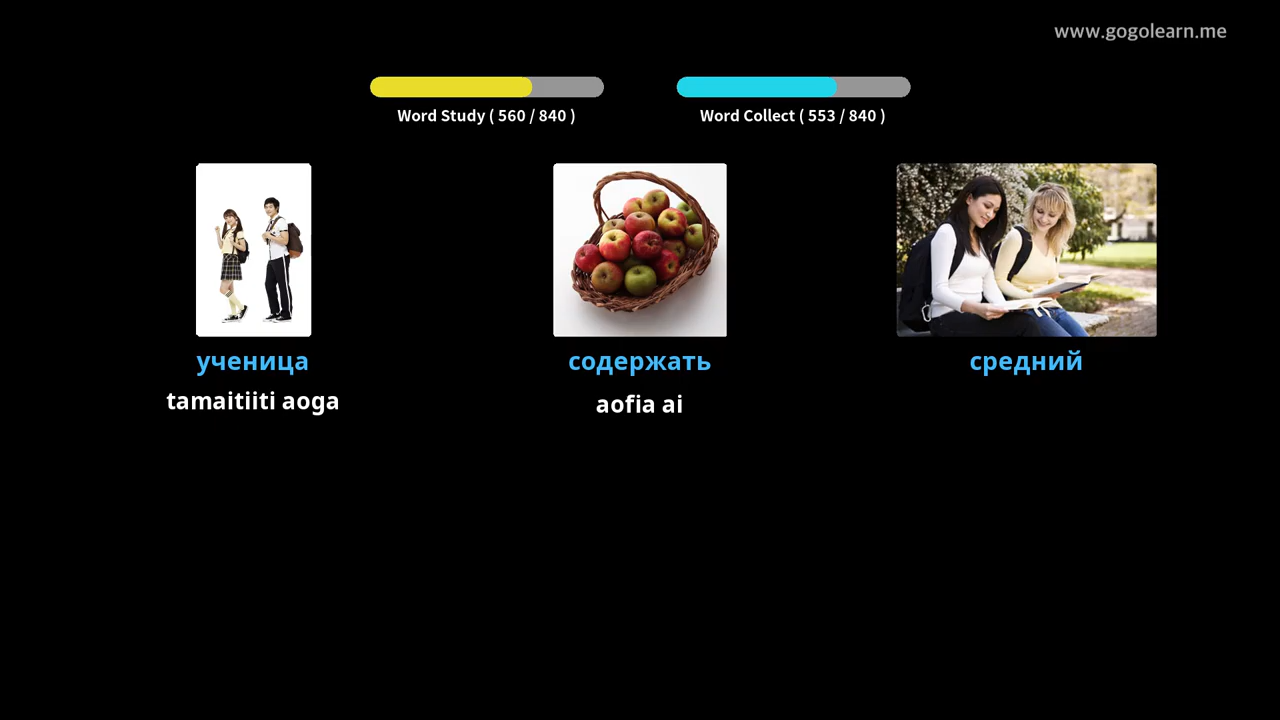 www.gogolearn.me
Word Study ( 560 / 840 )
Word Collect ( 553 / 840 )
ученица
tamaitiiti aoga
содержать
aofia ai
средний